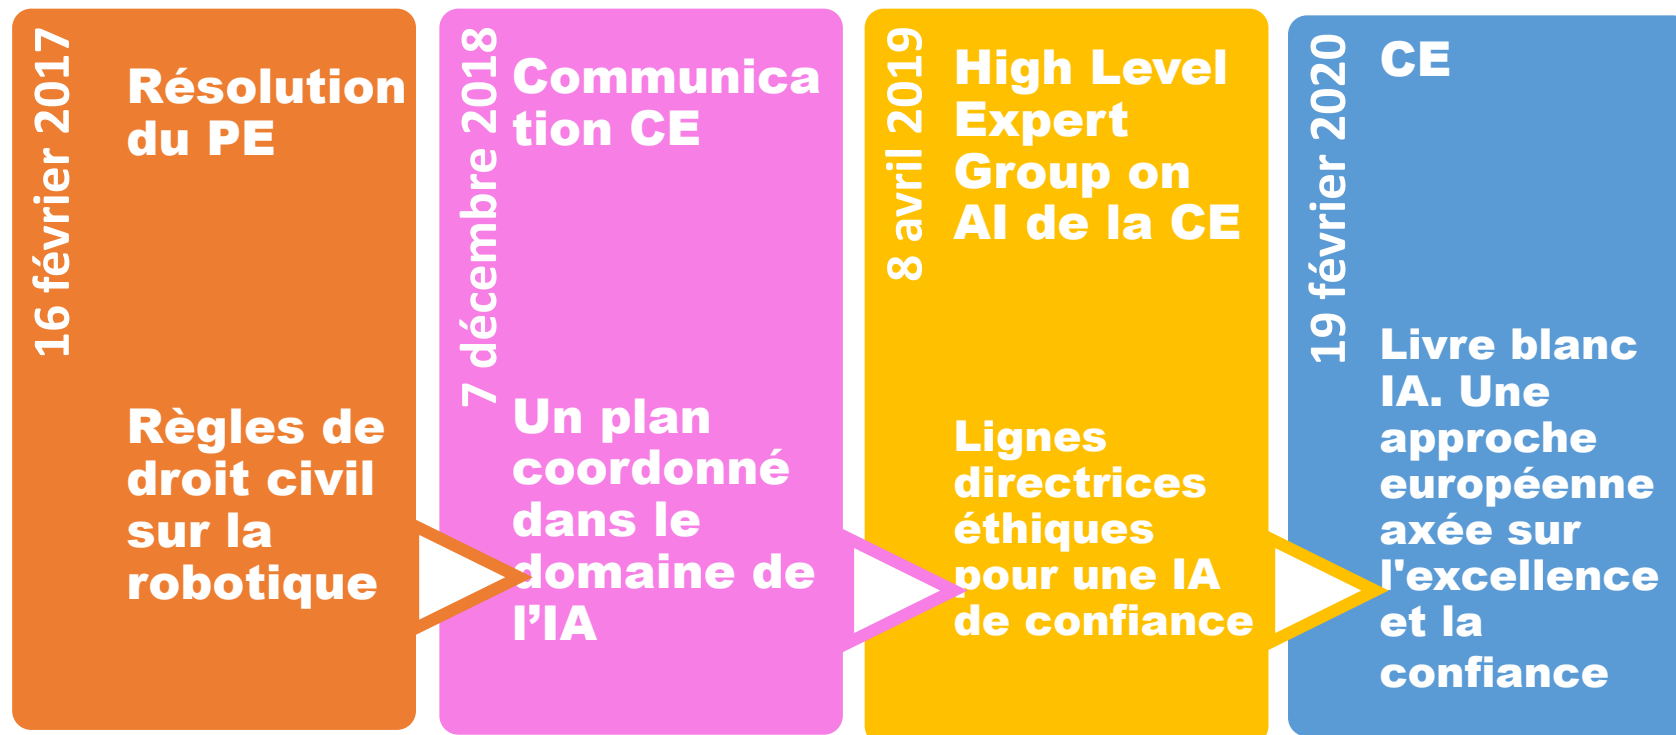 16 février 2017
Résolution
du PE
Règles de
droit civil
sur la
robotique
7 décembre 2018
Communica
tion CE
Un plan
coordonné
dans le
domaine de
l’IA
8 avril 2019
High Level
Expert
Group on
AI de la CE
Lignes
directrices
éthiques
pour une IA
de confiance
19 février 2020
CE
Livre blanc
IA. Une
approche
européenne
axée sur
l'excellence
et la
confiance